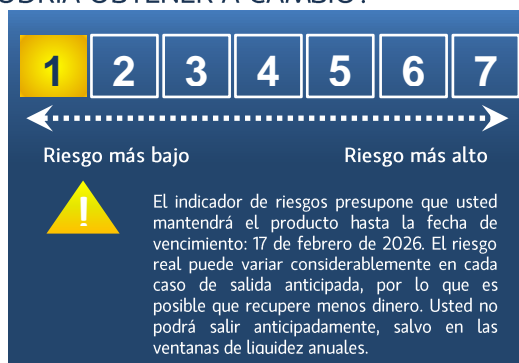 PODRÍA OBTENER A CAMBIO?
1 2 3 4 5 6 7
Riesgo más bajo Riesgo más alto
!
El indicador de riesgos presupone que usted
mantendrá el producto hasta la fecha de
vencimiento: 17 de febrero de 2026. El riesgo
real puede variar considerablemente en cada
caso de salida anticipada, por lo que es
posible que recupere menos dinero. Usted no
podrá salir anticipadamente, salvo en las
ventanas de liquidez anuales.